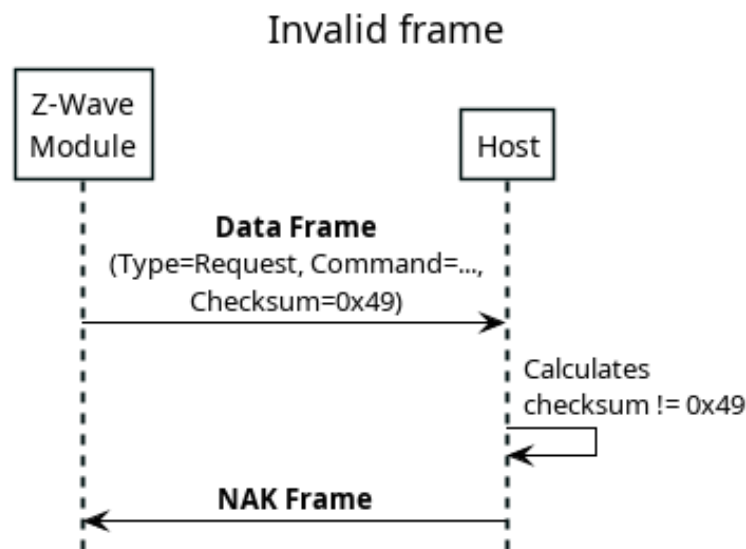 Invalid frame
Z-Wave
Module
Host
Data Frame
(Type=Request, Command=...,
Checksum=0x49)
Calculates
checksum != 0x49
NAK Frame